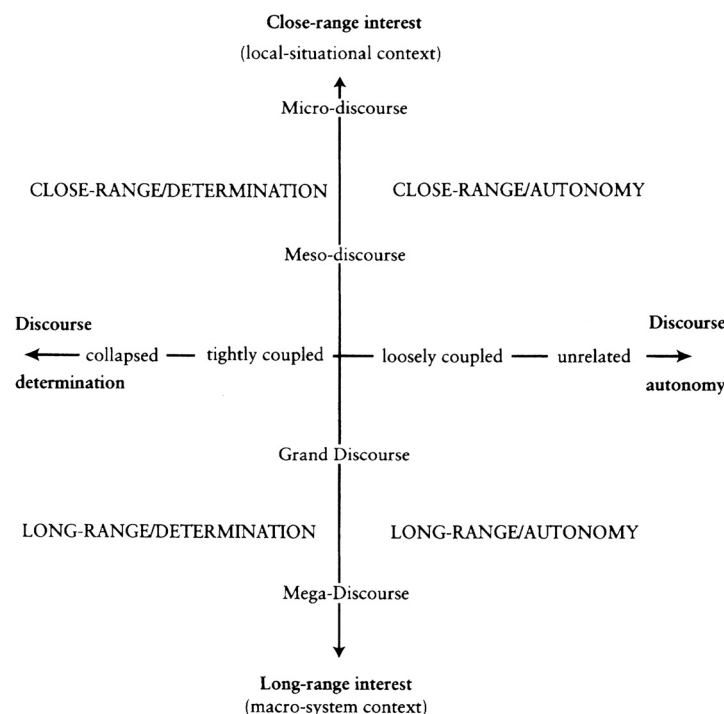 Close-range interest
(local-situational context)
Micro-discourse
CLOSE-RANGE/DETERMINATION
CLOSE-RANGE/AUTONOMY
Meso-discourse
Discourse
Discourse
collapsed
tightly coupled
loosely coupled
unrelated
determination
autonomy
Grand Discourse
LONG-RANGE/DETERMINATION
LONG-RANGE/AUTONOMY
Mega-Discourse
Long-range interest
(macro-system context)